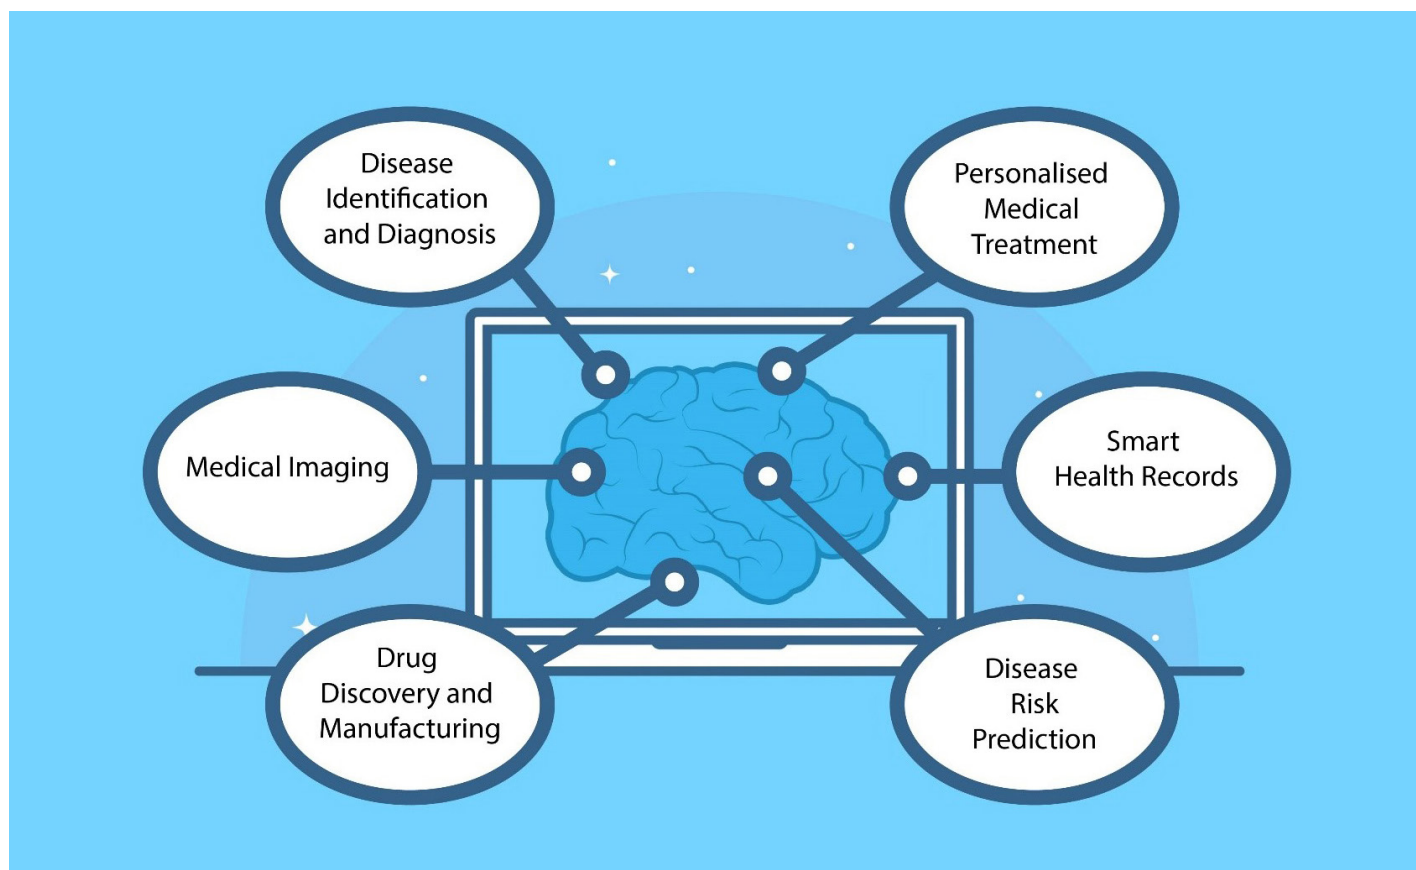 Disease
Identification
and Diagnosis
Personalised
Medical
Treatment
Medical Imaging
Smart
Health Records
Drug
Discovery and
Manufacturing
Disease
Risk
Prediction